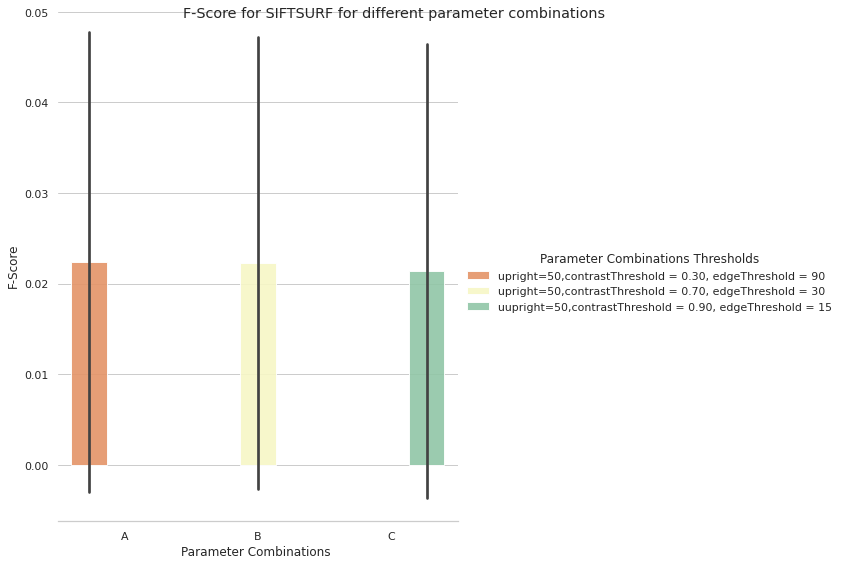 F-Score for SIFTSURF for different parameter combinations
0.05
0.04
0.03
0.02
0.01
0.00
F-Score
A B C
Parameter Combinations
Parameter Combinations Thresholds
upright=50,contrastThreshold = 0.30, edgeThreshold = 90
upright=50,contrastThreshold = 0.70, edgeThreshold = 30
uupright=50,contrastThreshold = 0.90, edgeThreshold = 15